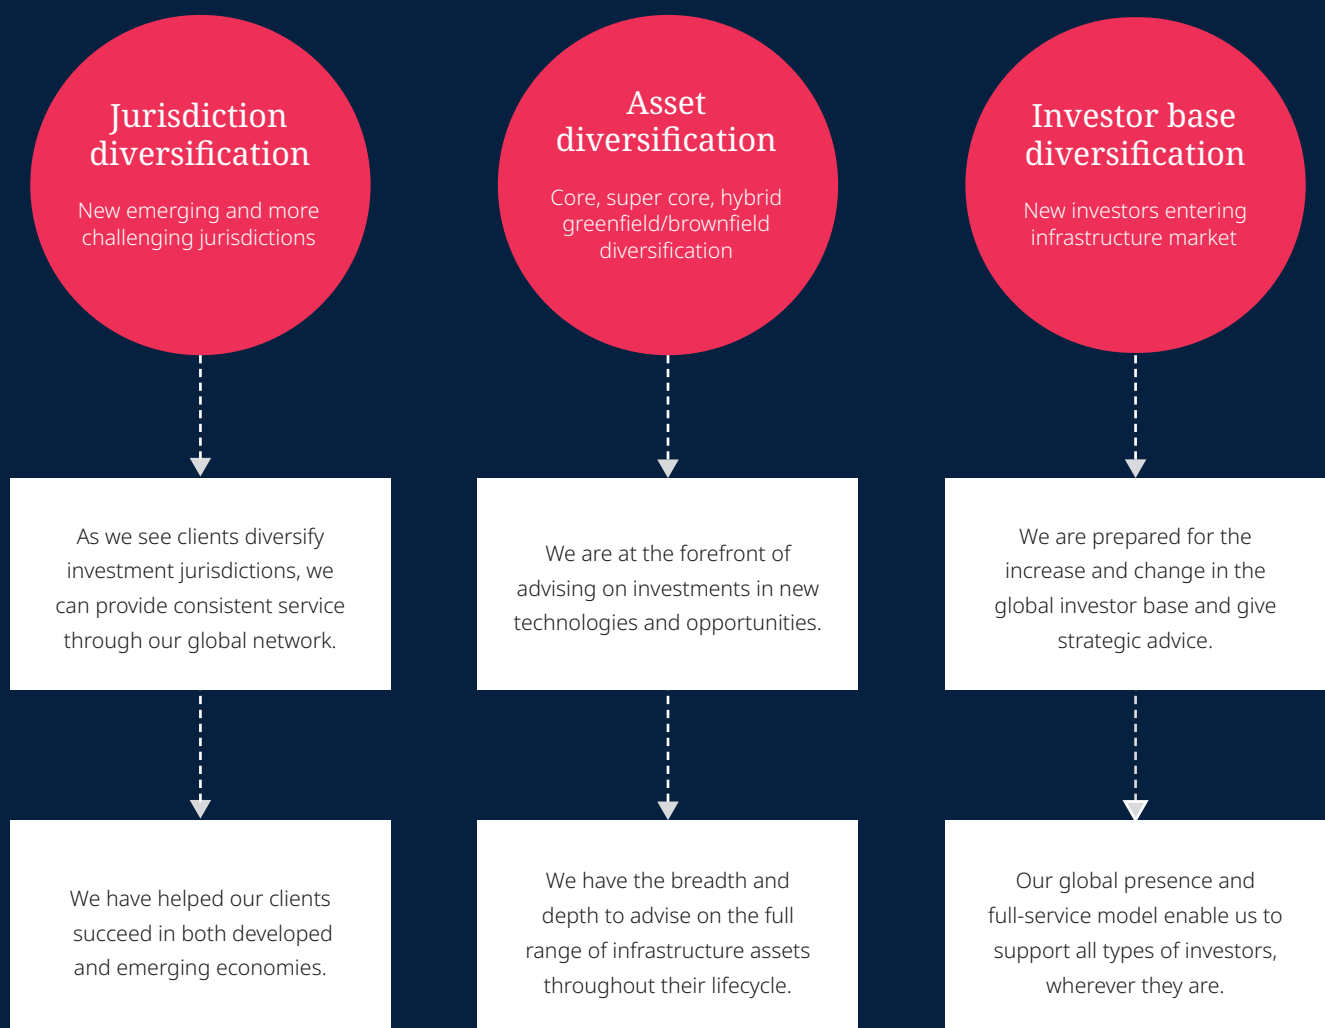 Jurisdiction
diversification
New emerging and more
challenging jurisdictions
As we see clients diversify
investment jurisdictions, we
can provide consistent service
through our global network.
We have helped our clients
succeed in both developed
and emerging economies.
Asset
diversification
Core, super core, hybrid
greenfield/brownfield
diversification
We are at the forefront of
advising on investments in new
technologies and opportunities.
We have the breadth and
depth to advise on the full
range of infrastructure assets
throughout their lifecycle.
Investor base
diversification
New investors entering
infrastructure market
We are prepared for the
increase and change in the
global investor base and give
strategic advice.
Our global presence and
full-service model enable us to
support all types of investors,
wherever they are.